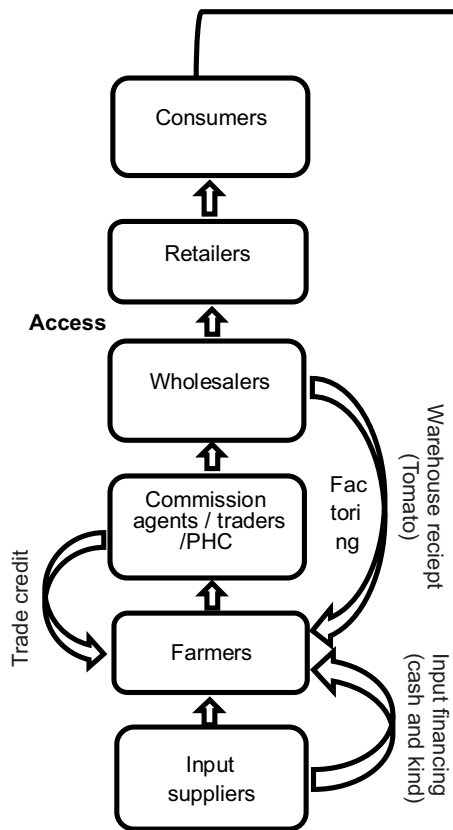 Consumers
Retailers
Access
Wholesalers
Warehouse reciept
(Tomato)
Fac
tori
ng
Commission
agents / traders
/PHC
Trade credit
Farmers
Input financing
(cash and kind)
Input
suppliers